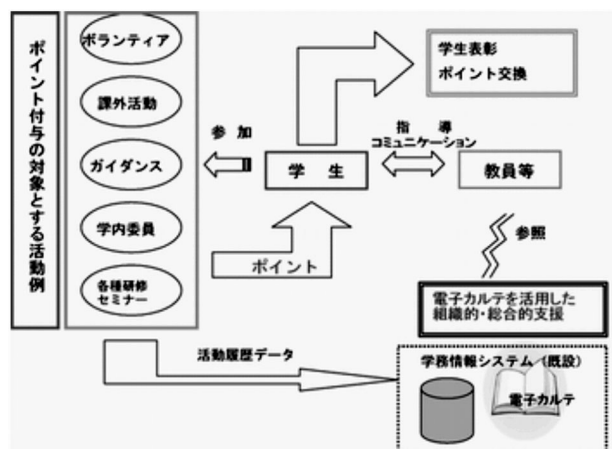 ポイント付与の対象とする活動例
ボランティア
課外活動
ガイダンス
学内委員
各種研修
セミナー
参 加
学 生
ポイント
学生表彰
ポイント交換
指 導
コミュニケーション
教員等
参照
電子カルテを活用した
組織的・総合的支援
活動履歴データ
学務情報システム（既設）
電子カルテ